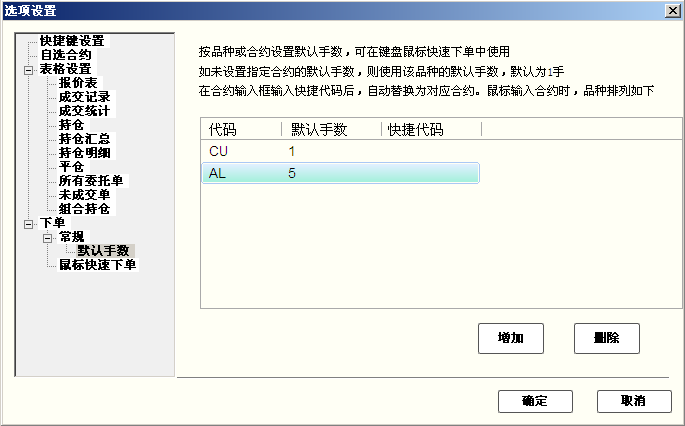 选项设置
快捷键设置
自选合约
表格设置
报价表
成交记录
成交统计
持仓
持仓汇总
持仓明细
平仓
所有委托单
未成交单
组合持仓
下单
常规
默认手数
鼠标快速下单
按品种或合约设置默认手数，可在键盘鼠标快速下单中使用
如未设置指定合约的默认手数，则使用该品种的默认手数，默认为1手
在合约输入框输入快捷代码后，自动替换为对应合约。鼠标输入合约时，品种排列如下
代码 默认手数 快捷代码
CU 1
AL 5
增加 删除
确定 取消